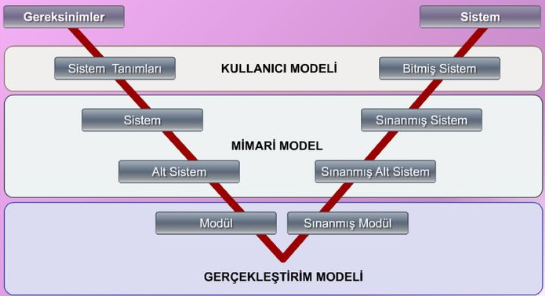 Gereksinimler
Sistem
Sistem Tanımları
KULLANICI MODELİ
Bitmiş Sistem
Sistem
Sınanmış Sistem
MİMARİ MODEL
Alt Sistem
Sınanmış Alt Sistem
Modül
Sınanmış Modül
GERÇEKLEŞTİRİM MODELİ